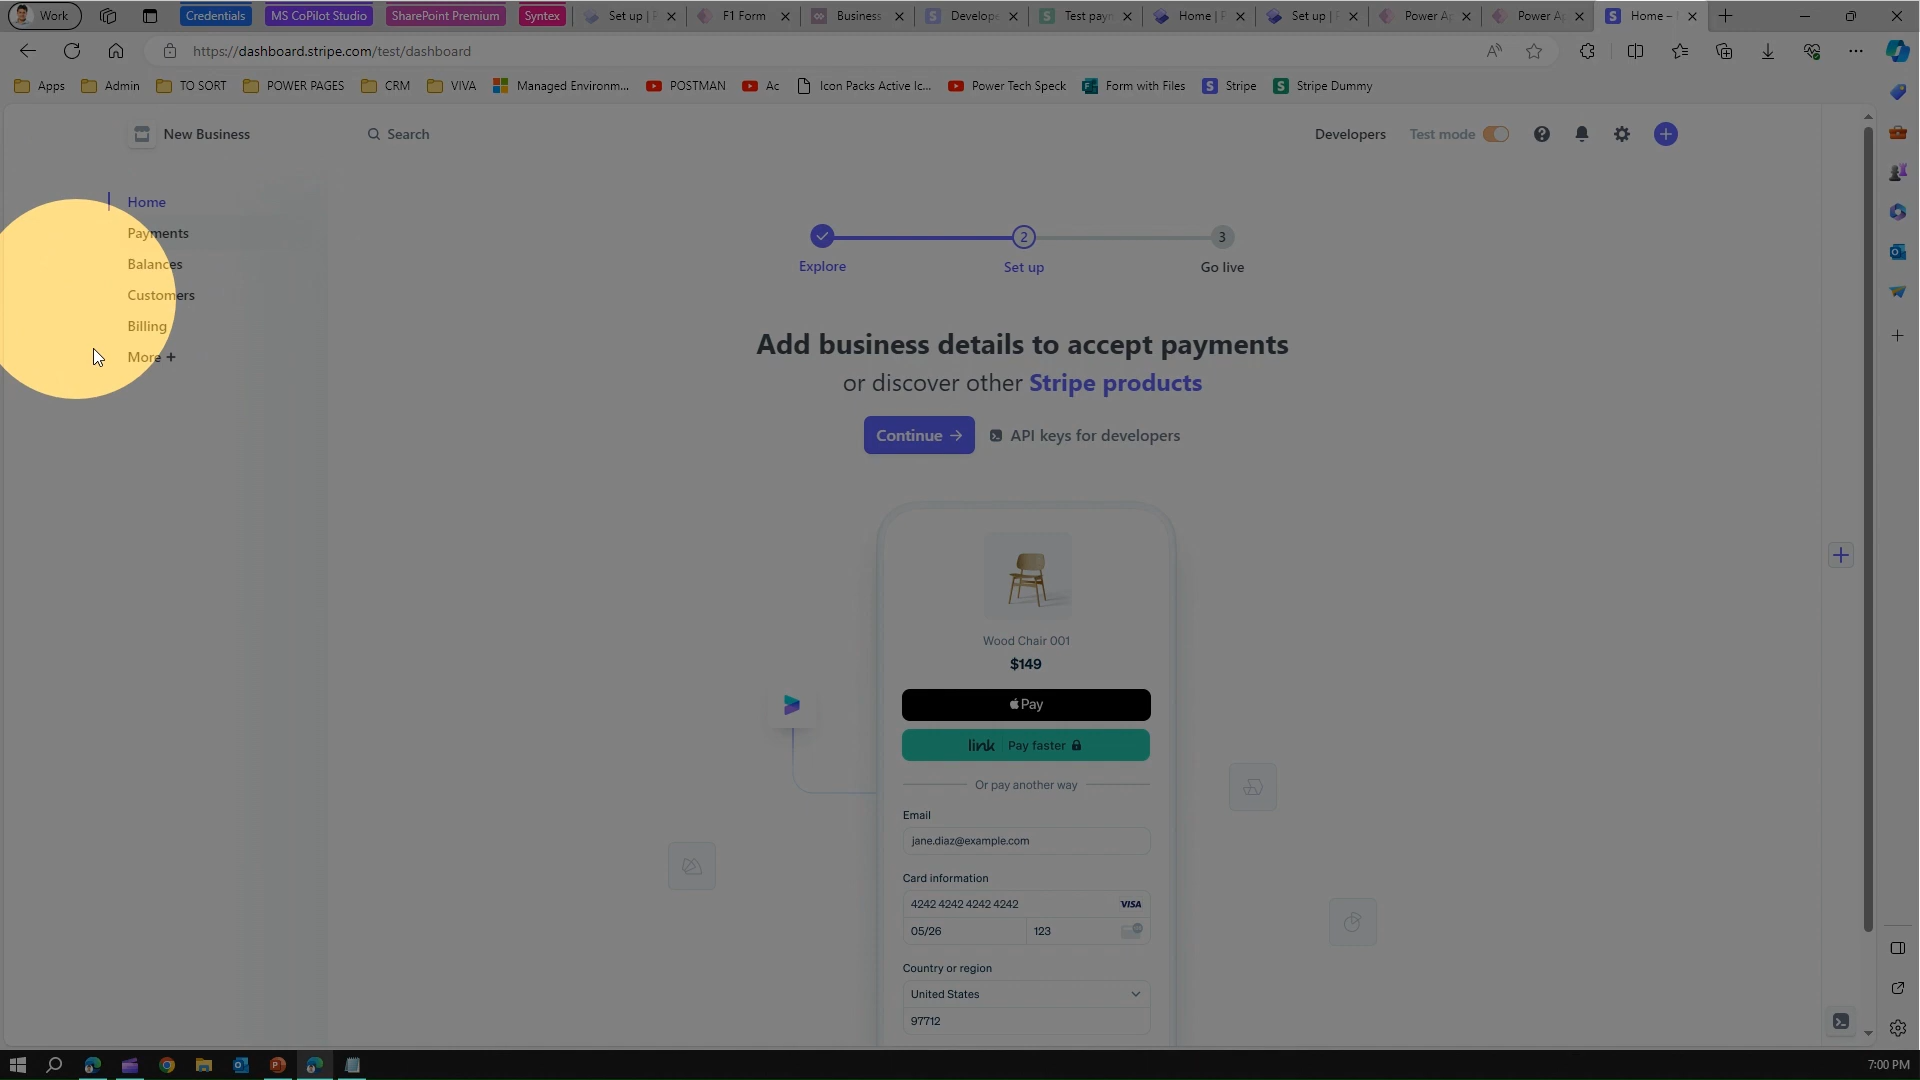 Work
Credentials
MS CoPilot Studio
SharePoint Premium
Syntex
Set up | P
F1 Form
Business
Develope
Test paym
Home | P
Set up |
Power Ap
Power Ap
Home –
https://dashboard.stripe.com/test/dashboard
Apps
Admin
TO SORT
POWER PAGES
CRM
VIVA
Managed Environm...
POSTMAN
Ac
Icon Packs Active Ic...
Power Tech Speck
Form with Files
Stripe
Stripe Dummy
New Business
Search
Developers
Test mode
Home
Payments
Balances
Customers
Billing
More +
2
3
Explore
Set up
Go live
Add business details to accept payments
or discover other Stripe products
Continue →
API keys for developers
Wood Chair 001
$149
Pay
link Pay faster
Or pay another way
Email
jane.diaz@example.com
Card information
4242 4242 4242 4242
VISA
05/26
123
Country or region
United States
97712
7:00 PM